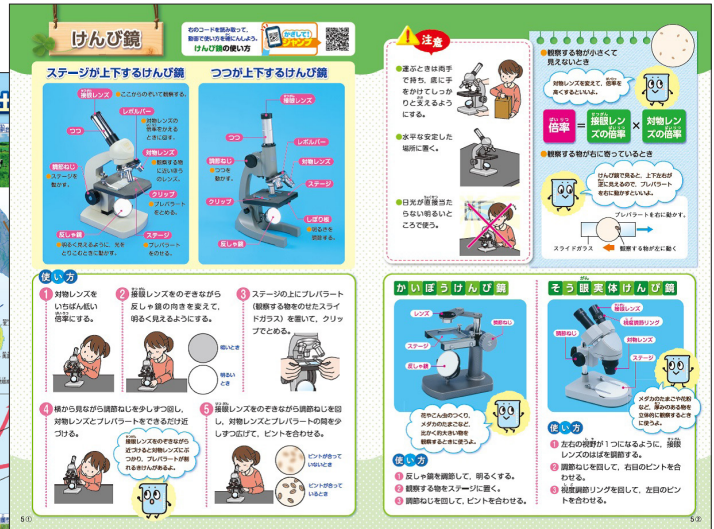 けんび鏡
右のコードを読み取って,
動画で使い方を確にんしよう。
けんび鏡の使い方
かざして!
ジャンプ
ステージが上下するけんび鏡
接眼レンズ
●ここからのぞいて観察する。
レボルバー
●対物レンズの
倍率をかえる
ときに回す。
つつ
対物レンズ
●観察する物
に近いほう
のレンズ。
調節ねじ
●ステージを
動かす。
クリップ
●プレパラート
をとめる。
反しゃ鏡
●明るく見えるように,光を
とりこむときに動かす。
ステージ
●プレパラート
をのせる。
つつが上下するけんび鏡
接眼レンズ
つつ
レボルバー
調節ねじ
●つつを
動かす。
対物レンズ
ステージ
クリップ
しぼり板
●明るさを
調節する。
反しゃ鏡
使い方
1 対物レンズを
いちばん低い
倍率にする。
2 接眼レンズをのぞきながら
反しゃ鏡の向きを変えて,
明るく見えるようにする。
暗いとき
明るい
とき
3 ステージの上にプレパラート
(観察する物をのせたスライ
ドガラス)を置いて,クリッ
プでとめる。
4 横から見ながら調節ねじを少しずつ回し,
対物レンズとプレパラートをできるだけ近
づける。
接眼レンズをのぞきながら
近づけると対物レンズにぶ
つかり,プレパラートが割
れるきけんがあるよ。
5 接眼レンズをのぞきながら調節ねじを回
し,対物レンズとプレパラートの間を少
しずつ広げて,ピントを合わせる。
ピントが合って
いないとき
ピントが合って
いるとき
5①
注意
●運ぶときは両手
で持ち,底に手
をかけてしっか
りと支えるよう
にする。
●水平な安定した
場所に置く。
●日光が直接当た
らない明るいと
ころで使う。
●観察する物が小さくて
見えないとき
対物レンズを変えて,倍率を
高くするといいよ。
倍率=接眼レン
ズの倍率×対物レン
ズの倍率
●観察する物が右に寄っているとき
けんび鏡で見ると,上下左右が
逆に見えるので,プレパラート
を右に動かすといいよ。
プレパラートを右に動かす。
スライドガラス
観察する物が左に動く
かいぼうけんび鏡
レンズ
調節ねじ
ステージ
反しゃ鏡
花やこん虫のつくり,
メダカのたまごなど,
比かく的大きい物を
観察するときに使うよ。
使い方
1 反しゃ鏡を調節して,明るくする。
2 観察する物をステージに置く。
3 調節ねじを回して,ピントを合わせる。
そう眼実体けんび鏡
接眼レンズ
視度調節リング
調節ねじ
対物レンズ
ステージ
メダカのたまごや花粉
など,厚みのある物を
立体的に観察するとき
に使うよ。
使い方
1 左右の視野が1つになるように,接眼
レンズのはばを調節する。
2 調節ねじを回して,右目のピントを合
わせる。
3 視度調節リングを回して,左目のピン
トを合わせる。
5②